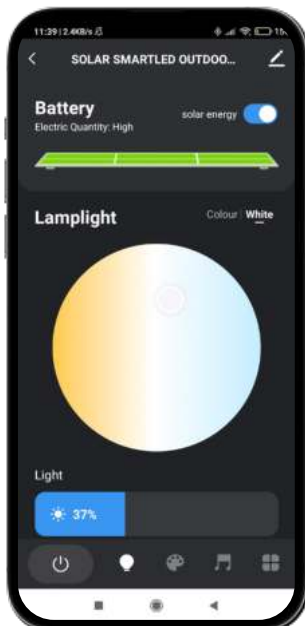 11:39 | 2.4KB/s
SOLAR SMARTLED OUTDOO...
Battery
solar energy
Electric Quantity: High
Lamplight
Colour White
Light
37%